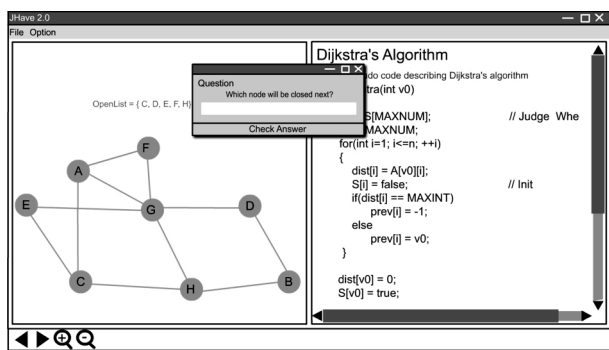 JHave 2.0
File Option
OpenList = { C, D, E, F, H}
F
A
E
G
D
C
H
B
Question
Which node will be closed next?
Check Answer
Dijkstra's Algorithm
code describing Dijkstra's algorithm
(int v0)
S[MAXNUM]; // Judge Whe
MAXNUM;
for(int i=1; i<=n; ++i)
{
dist[i] = A[v0][i];
S[i] = false; // Init
if(dist[i] == MAXINT)
prev[i] = -1;
else
prev[i] = v0;
}
dist[v0] = 0;
S[v0] = true;